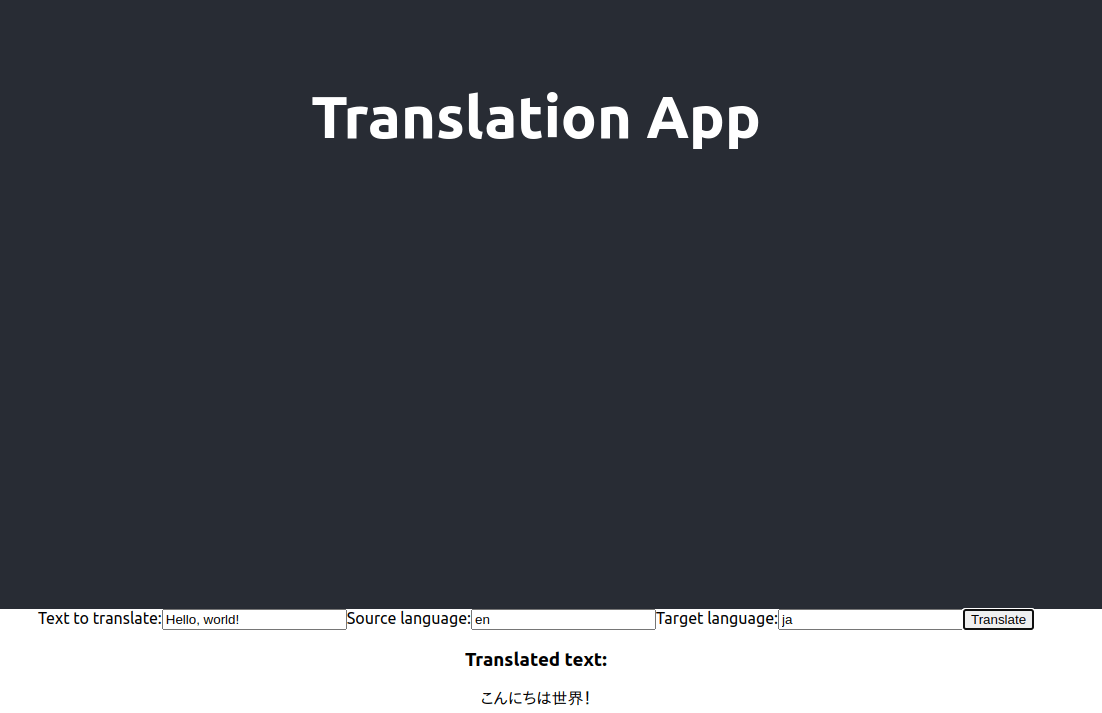 Translation App
Text to translate: Hello, world! Source language: en Target language: ja Translate
Translated text:
こんにちは世界！